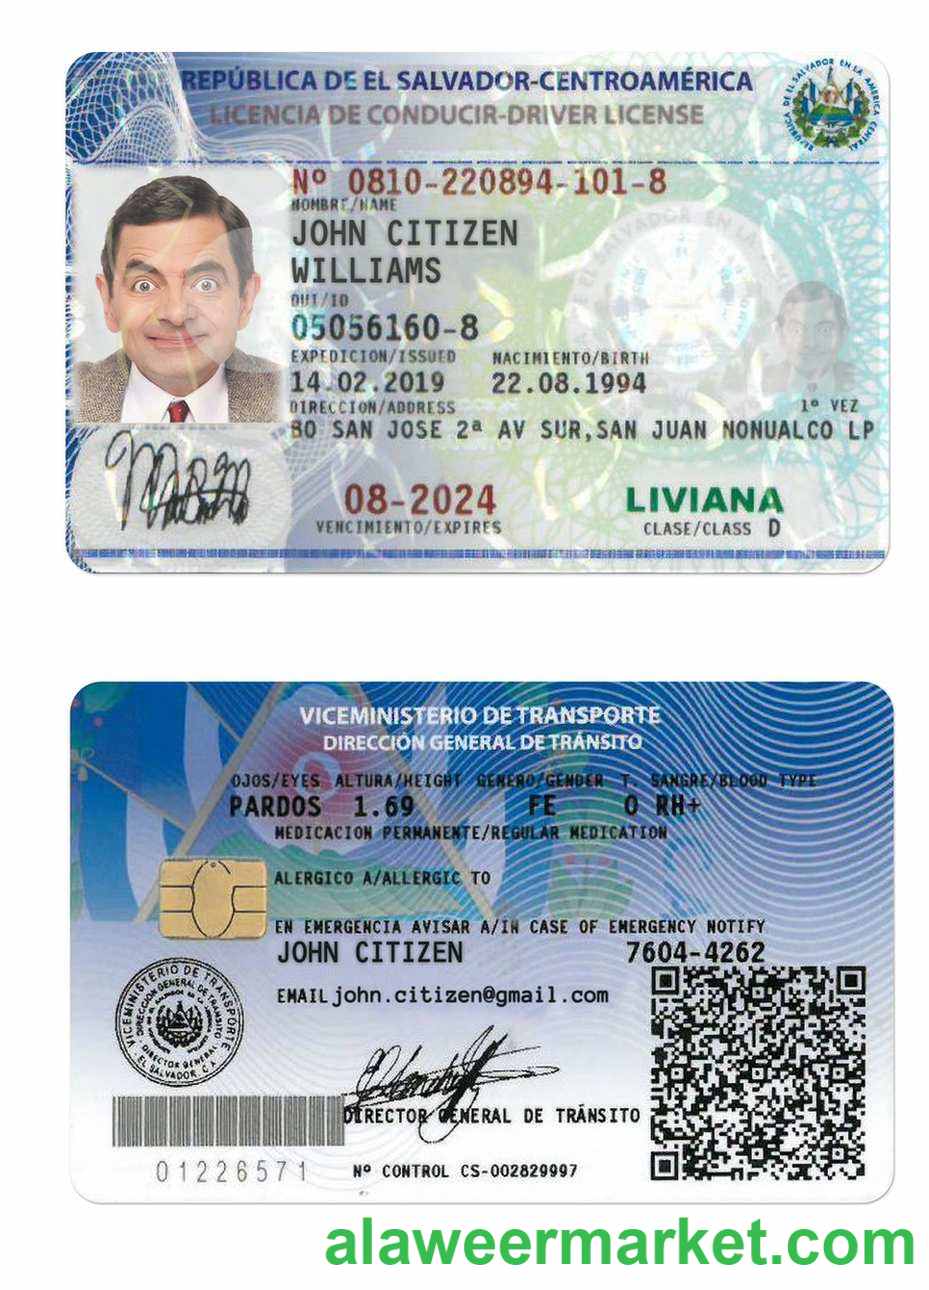 REPÚBLICA DE EL SALVADOR-CENTROAMÉRICA
LICENCIA DE CONDUCIR-DRIVER LICENSE
REPÚBLICA DE EL SALVADOR EN LA AMÉRICA CENTRAL
Nº 0810-220894-101-8
NOMBRE/NAME
JOHN CITIZEN
WILLIAMS
DUI/ID
05056160-8
EXPEDICION/ISSUED NACIMIENTO/BIRTH
14.02.2019 22.08.1994
DIRECCION/ADDRESS 1º VEZ
BO SAN JOSE 2ª AV SUR,SAN JUAN NONUALCO LP
08-2024 LIVIANA
VENCIMIENTO/EXPIRES CLASE/CLASS D
VICEMINISTERIO DE TRANSPORTE
DIRECCIÓN GENERAL DE TRÁNSITO
OJOS/EYES ALTURA/HEIGHT GENERO/GENDER T. SANGRE/BLOOD TYPE
PARDOS 1.69 FE O RH+
MEDICACION PERMANENTE/REGULAR MEDICATION
ALERGICO A/ALLERGIC TO
EN EMERGENCIA AVISAR A/IN CASE OF EMERGENCY NOTIFY
JOHN CITIZEN 7604-4262
EMAIL john.citizen@gmail.com
VICEMINISTERIO DE TRANSPORTE
DIRECCION GENERAL DE TRANSITO
DIRECTOR GENERAL
EL SALVADOR, C.A.
DIRECTOR GENERAL DE TRÁNSITO
01226571 Nº CONTROL CS-002829997
alaweermarket.com